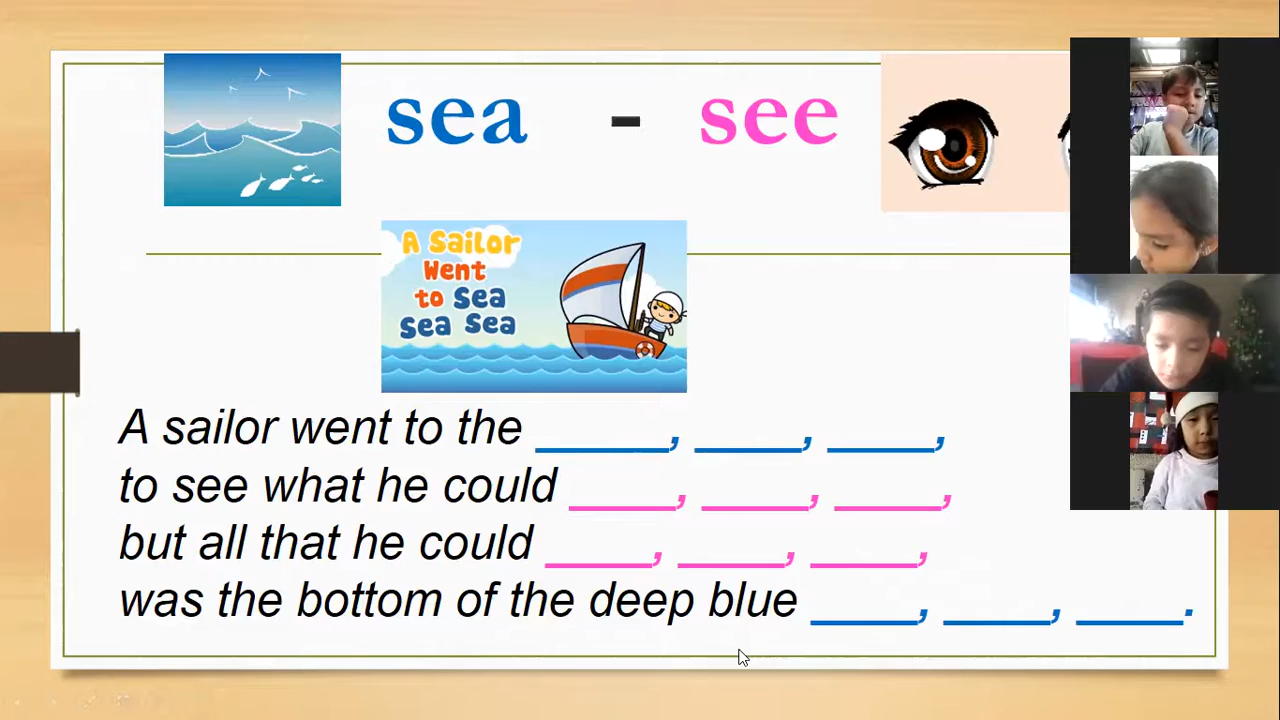 sea - see
A Sailor
Went
to Sea
Sea Sea
A sailor went to the _____, ____, ____,
to see what he could ____, ____, ____,
but all that he could ____, ____, ____,
was the bottom of the deep blue ____, ____, ____.